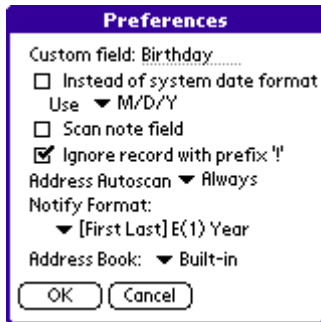 Preferences
Custom field: Birthday
Instead of system date format
Use M/D/Y
Scan note field
Ignore record with prefix '!'
Address Autoscan Always
Notify Format:
[First Last] E(1) Year
Address Book: Built-in
OK Cancel